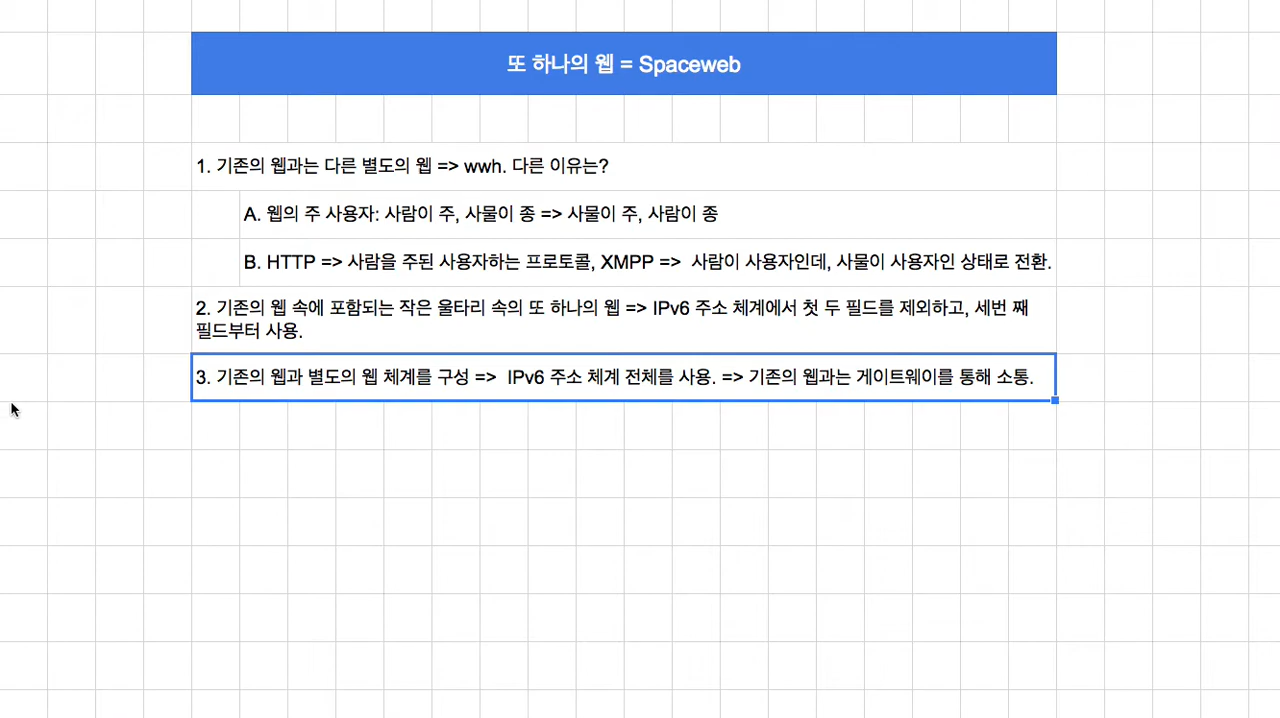 또 하나의 웹 = Spaceweb
1. 기존의 웹과는 다른 별도의 웹 => wwh. 다른 이유는?
A. 웹의 주 사용자: 사람이 주, 사물이 종 => 사물이 주, 사람이 종
B. HTTP => 사람을 주된 사용자하는 프로토콜, XMPP => 사람이 사용자인데, 사물이 사용자인 상태로 전환.
2. 기존의 웹 속에 포함되는 작은 울타리 속의 또 하나의 웹 => IPv6 주소 체계에서 첫 두 필드를 제외하고, 세번 째
필드부터 사용.
3. 기존의 웹과 별도의 웹 체계를 구성 => IPv6 주소 체계 전체를 사용. => 기존의 웹과는 게이트웨이를 통해 소통.